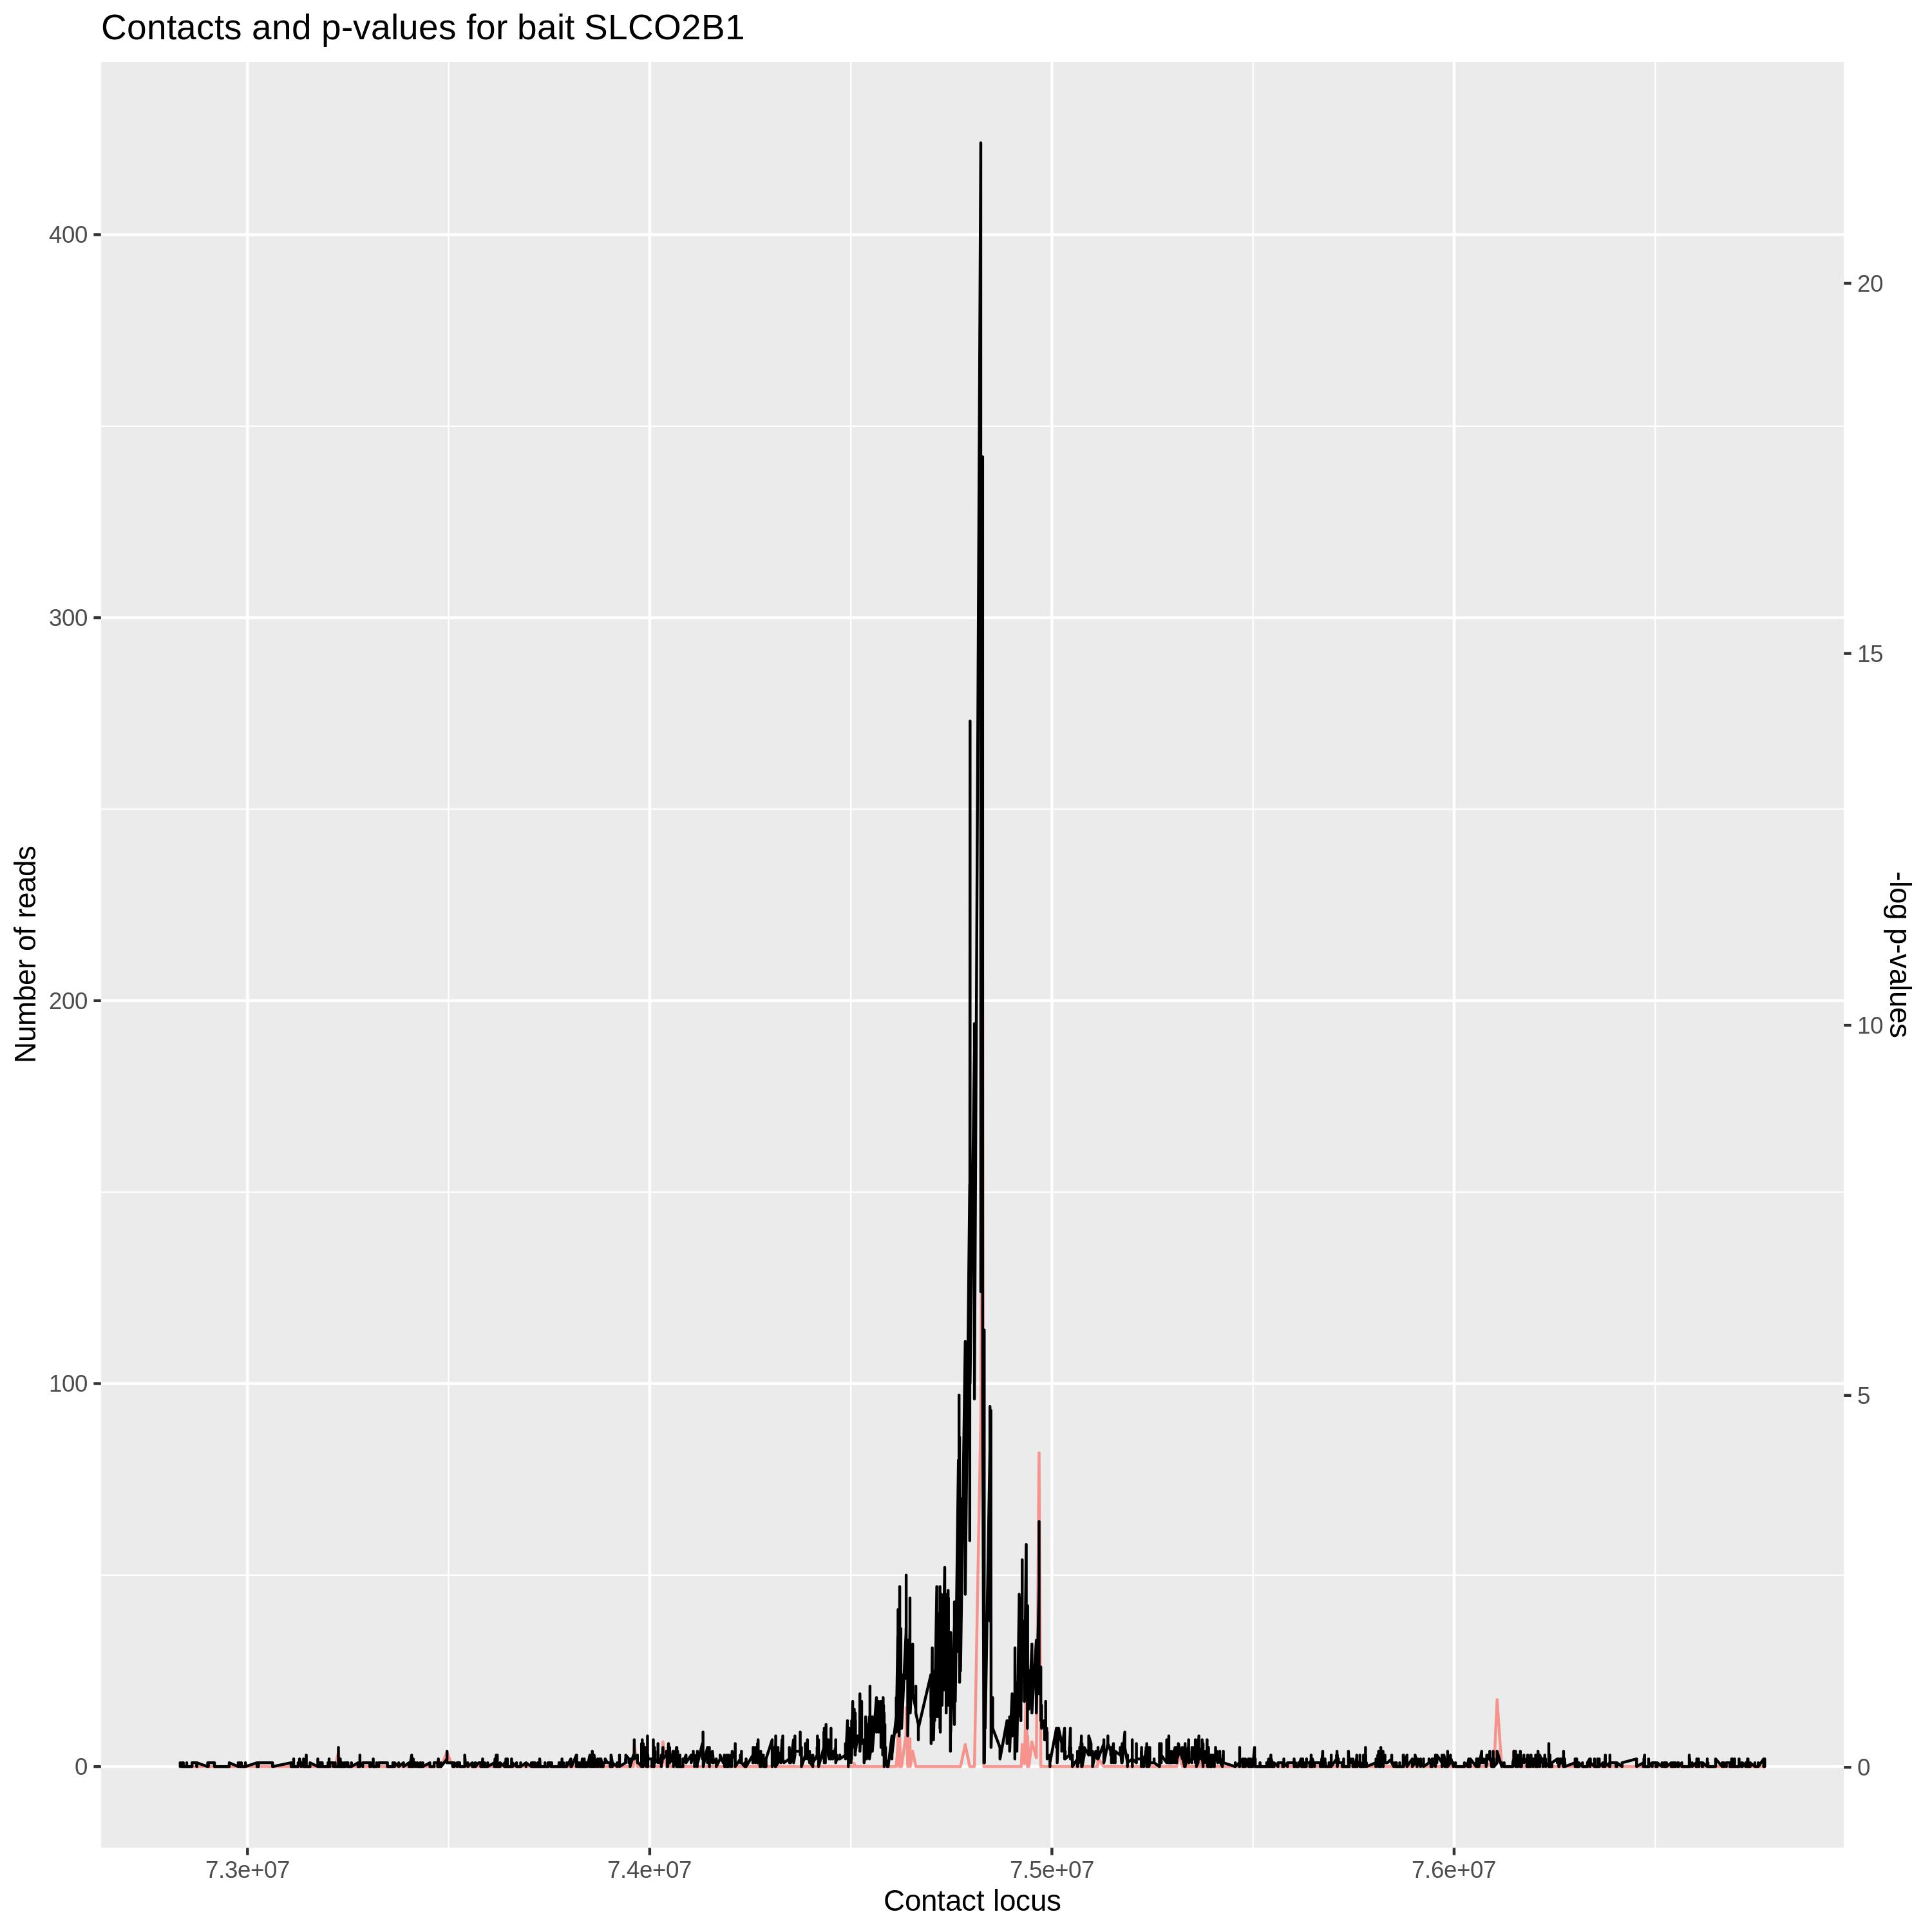 Contacts and p-values for bait SLCO2B1
400
300
200
100
0
Number of reads
20
15
10
5
0
-log p-values
7.3e+07
7.4e+07
7.5e+07
7.6e+07
Contact locus